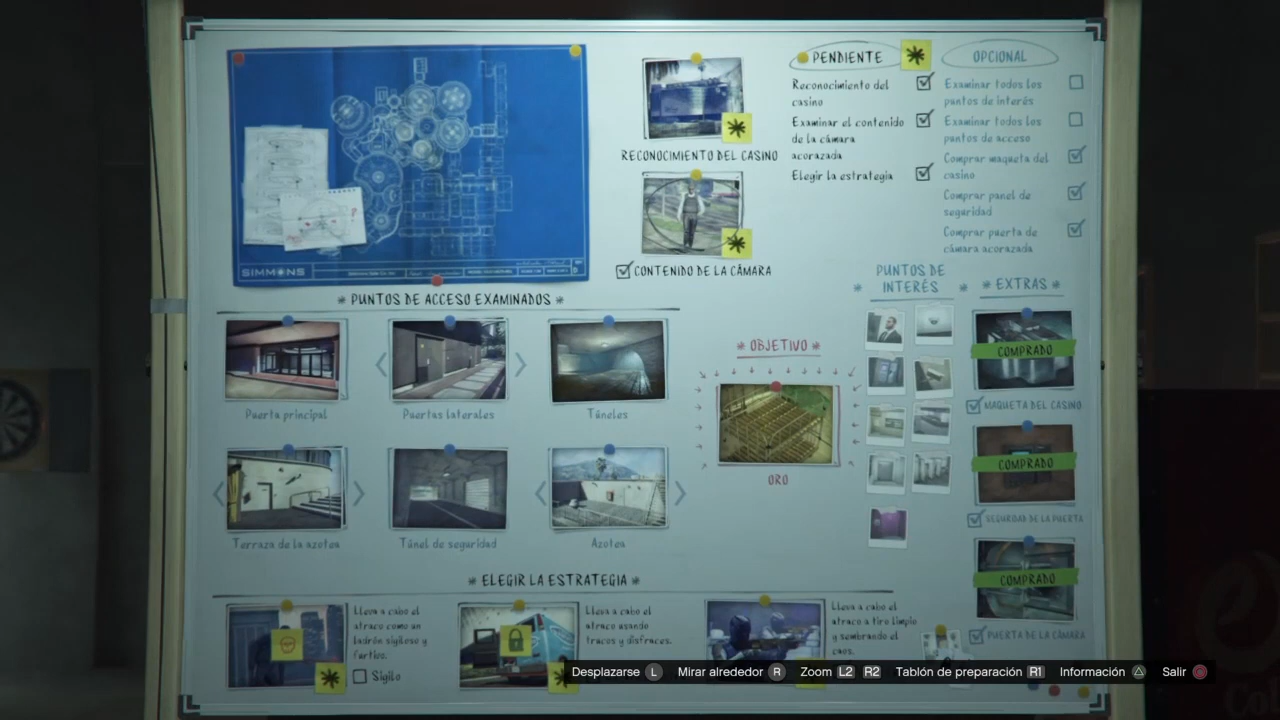 PENDIENTE
Reconocimiento del
casino
Examinar el contenido
de la cámara
acorazada
Elegir la estrategia
OPCIONAL
Examinar todos los
puntos de interés
Examinar todos los
puntos de acceso
Comprar maqueta del
casino
Comprar panel de
seguridad
Comprar puerta de
cámara acorazada
RECONOCIMIENTO DEL CASINO
CONTENIDO DE LA CÁMARA
SIMMONS
* PUNTOS DE ACCESO EXAMINADOS *
Puerta principal
Puertas laterales
Túneles
Terraza de la azotea
Túnel de seguridad
Azotea
* OBJETIVO *
ORO
* PUNTOS DE
INTERÉS *
* EXTRAS *
COMPRADO
MAQUETA DEL CASINO
COMPRADO
SEGURIDAD DE LA PUERTA
COMPRADO
PUERTA DE LA CÁMARA
* ELEGIR LA ESTRATEGIA *
Lleva a cabo el
atraco como un
ladrón sigiloso y
furtivo.
Sigilo
Lleva a cabo el
atraco usando
trucos y disfraces.
Lleva a cabo el
atraco a tiro limpio
y sembrando el
caos.
Desplazarse L Mirar alrededor R Zoom L2 R2 Tablón de preparación R1 Información Salir